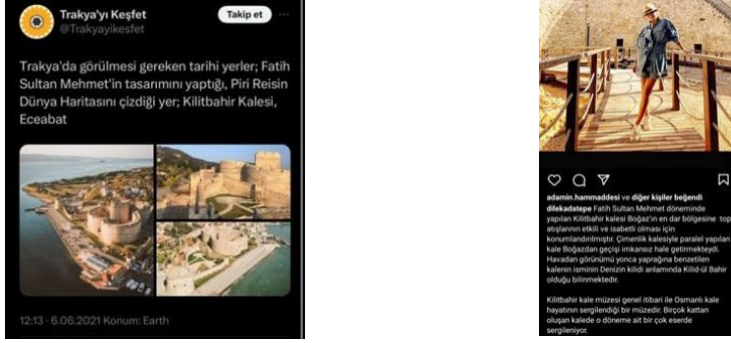 Trakya'yı Keşfet
Takip et
@Trakyayikesfet
Trakya'da görülmesi gereken tarihi yerler; Fatih
Sultan Mehmet'in tasarımını yaptığı, Piri Reisin
Dünya Haritasını çizdiği yer; Kilitbahir Kalesi,
Eceabat
12:13 · 6.06.2021 Konum: Earth
adamin.hammaddesi ve diğer kişiler beğendi
dilekadatepe Fatih Sultan Mehmet döneminde
yapılan Kilitbahir kalesi Boğaz'ın en dar bölgesine top
atışlarının etkili ve isabetli olması için
konumlandırılmıştır. Çimenlik kalesiyle paralel yapılan
kale Boğazdan geçişi imkansız hale getirmekteydi.
Havadan görünümü yonca yaprağına benzetilen
kalenin isminin Denizin kilidi anlamında Kilid-ül Bahir
olduğu bilinmektedir.
Kilitbahir kale müzesi genel itibari ile Osmanlı kale
hayatının sergilendiği bir müzedir. Birçok kattan
oluşan kalede o döneme ait bir çok eserde
sergileniyor.